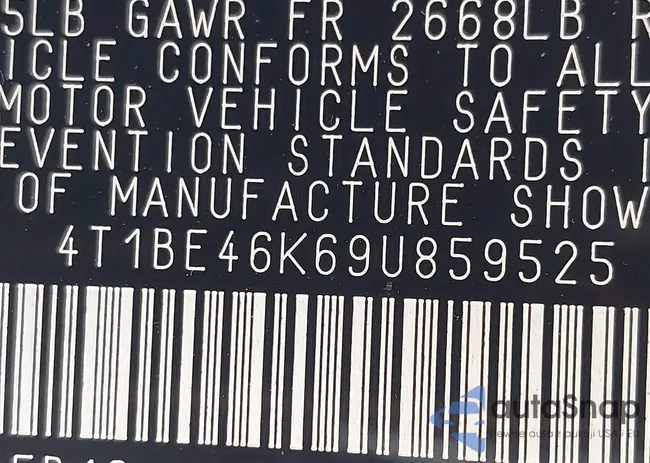 5LB GAWR FR 2668LB R
ICLE CONFORMS TO ALL
MOTOR VEHICLE SAFETY
EVENTION STANDARDS I
OF MANUFACTURE SHOW
4T1BE46K69U859525
autoSnap